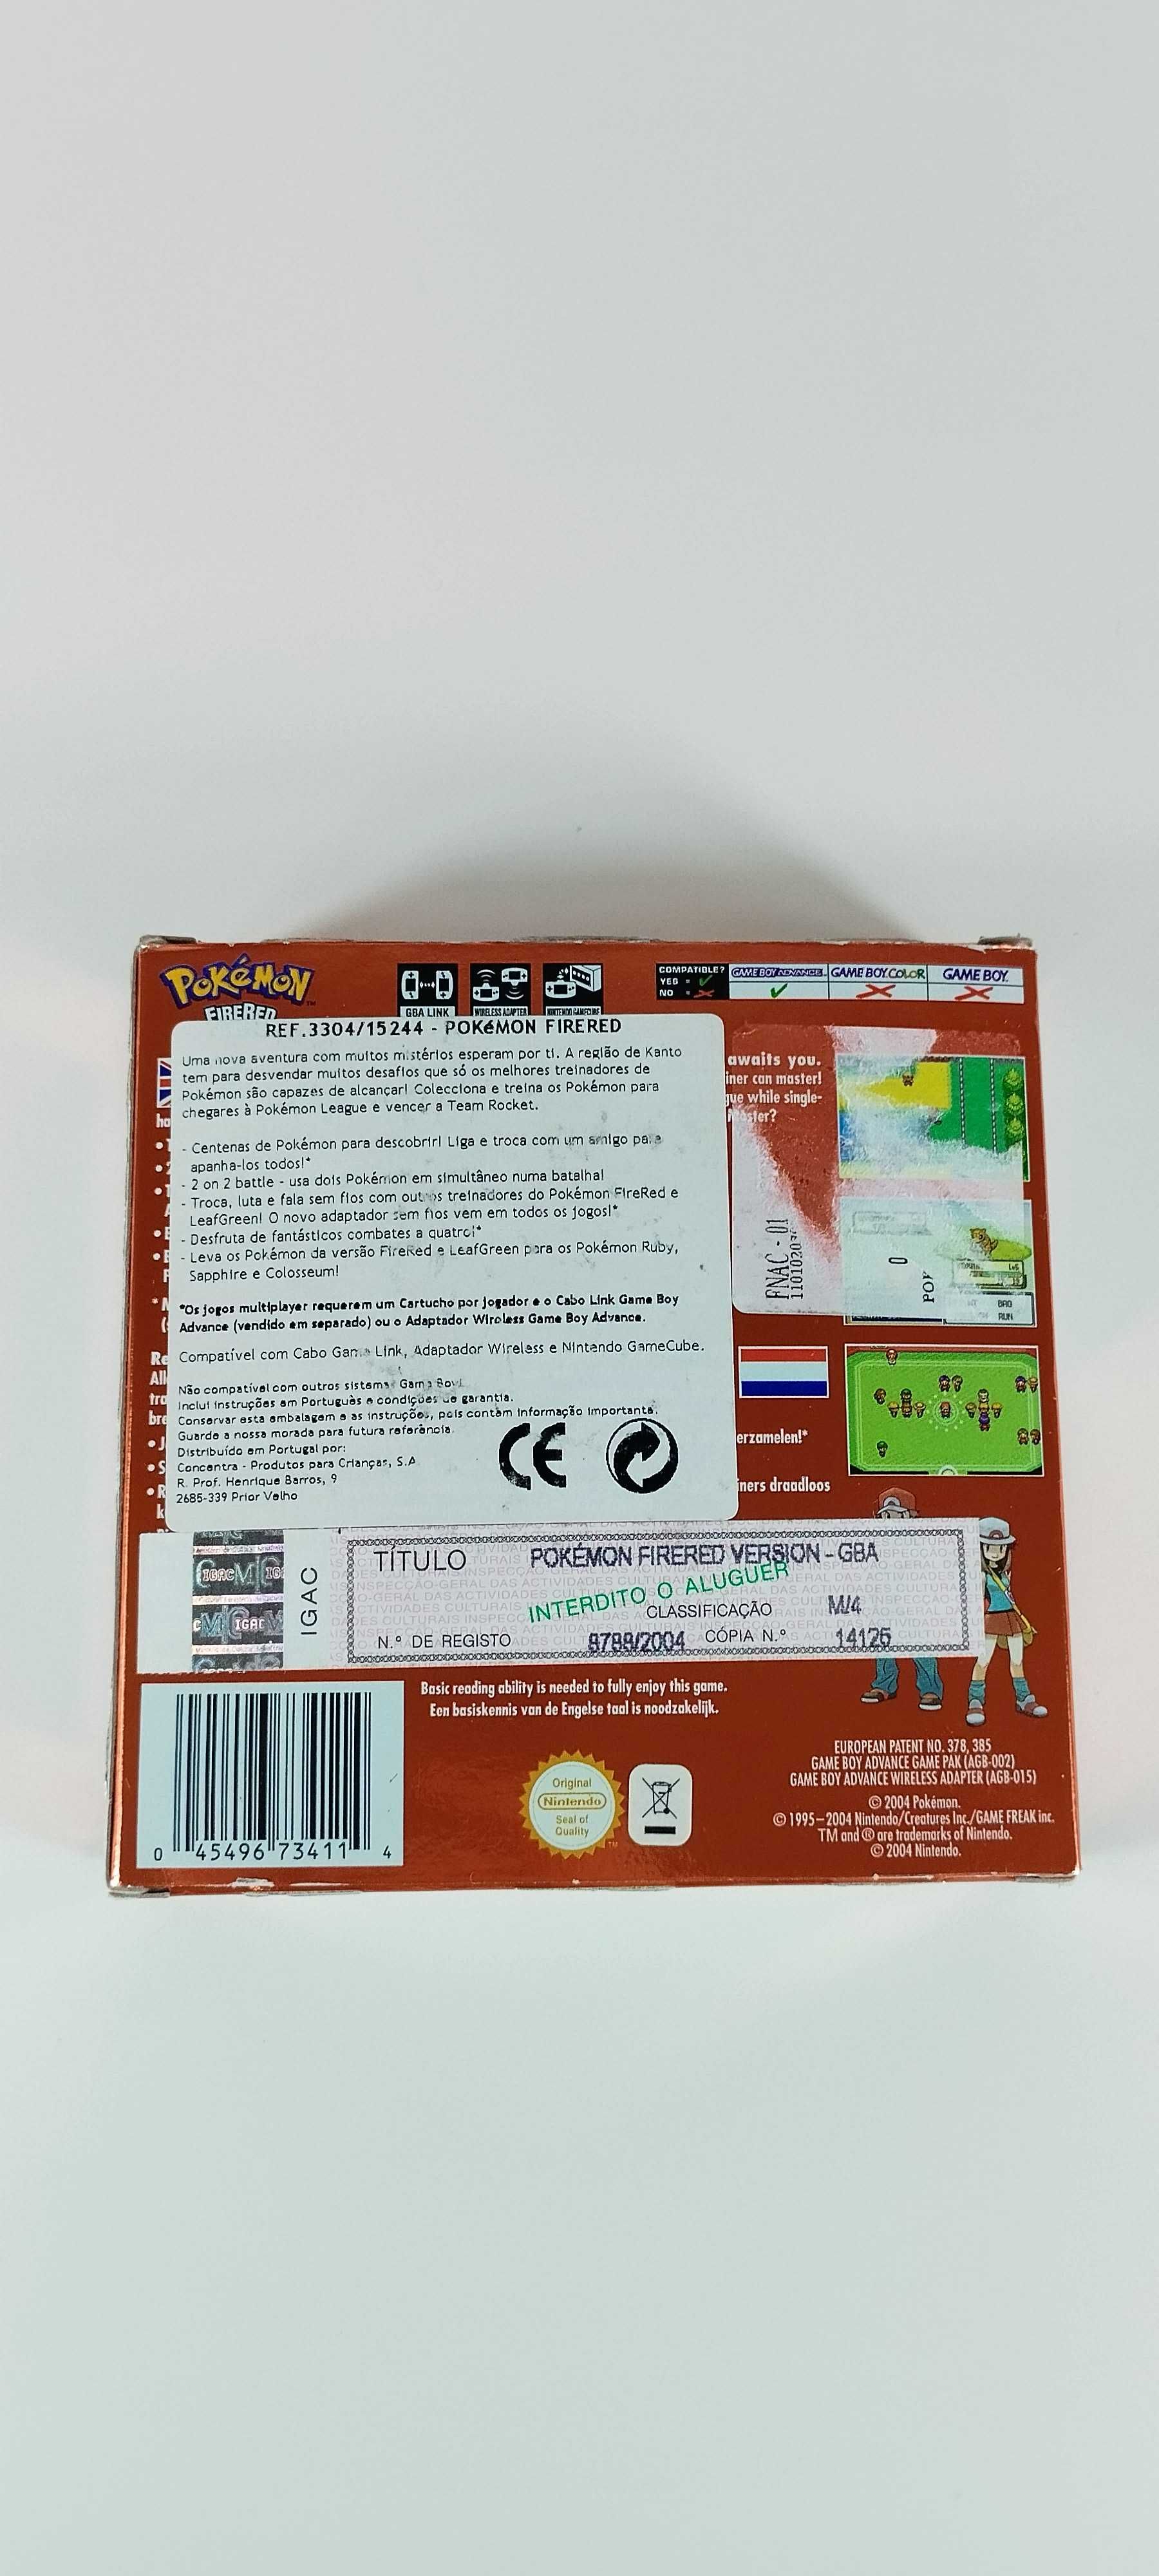 POKéMON
FIRERED
GBA LINK
WIRELESS ADAPTER
NINTENDO GAMECUBE
COMPATIBLE?
YES =
NO =
GAME BOY ADVANCE
GAME BOY COLOR
GAME BOY
REF.3304/15244 - POKéMON FIRERED
Uma nova aventura com muitos mistérios esperam por ti. A região de Kanto
tem para desvendar muitos desafios que só os melhores treinadores de
Pokémon são capazes de alcançar! Colecciona e treina os Pokémon para
chegares à Pokémon League e vencer a Team Rocket.
- Centenas de Pokémon para descobrir! Liga e troca com um amigo para
apanha-los todos!*
- 2 on 2 battle - usa dois Pokémon em simultâneo numa batalha!
- Troca, luta e fala sem fios com outros treinadores do Pokémon FireRed e
LeafGreen! O novo adaptador sem fios vem em todos os jogos!*
- Desfruta de fantásticos combates a quatro!*
- Leva os Pokémon da versão FireRed e LeafGreen para os Pokémon Ruby,
Sapphire e Colosseum!
*Os jogos multiplayer requerem um Cartucho por jogador e o Cabo Link Game Boy
Advance (vendido em separado) ou o Adaptador Wireless Game Boy Advance.
Compatível com Cabo Game Link, Adaptador Wireless e Nintendo GameCube.
Não compatível com outros sistemas Game Boy!
Inclui instruções em Português e condições de garantia.
Conservar esta embalagem e as instruções, pois contêm informação importante.
Guarde a nossa morada para futura referência.
Distribuído em Portugal por:
Concentra - Produtos para Crianças, S.A.
R. Prof. Henrique Barros, 9
2685-339 Prior Velho
CE
awaits you.
iner can master!
gue while single-
Master?
FNAC - 01
0
RUN
erzamelen!*
iners draadloos
IGAC
IGAC
IGAC
TÍTULO
POKÉMON FIRERED VERSION - GBA
INTERDITO O ALUGUER
CLASSIFICAÇÃO
M/4
N.º DE REGISTO
8788/2004
CÓPIA N.º
14125
Basic reading ability is needed to fully enjoy this game.
Een basiskennis van de Engelse taal is noodzakelijk.
0 45496 73411 4
Original
Nintendo
Seal of
Quality
TM
EUROPEAN PATENT NO. 378, 385
GAME BOY ADVANCE GAME PAK (AGB-002)
GAME BOY ADVANCE WIRELESS ADAPTER (AGB-015)
© 2004 Pokémon.
© 1995–2004 Nintendo/Creatures Inc./GAME FREAK inc.
TM and ® are trademarks of Nintendo.
© 2004 Nintendo.